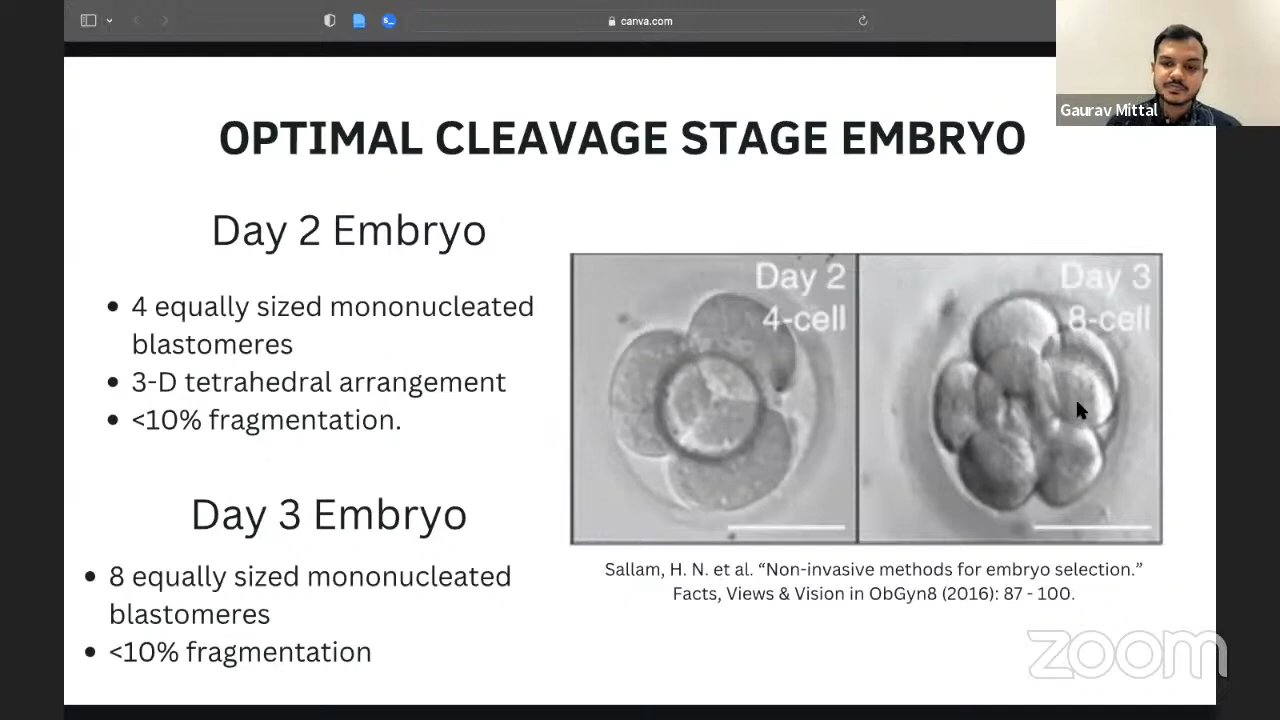 canva.com
Gaurav Mittal
OPTIMAL CLEAVAGE STAGE EMBRYO
Day 2 Embryo
• 4 equally sized mononucleated
blastomeres
• 3-D tetrahedral arrangement
• <10% fragmentation.
Day 3 Embryo
• 8 equally sized mononucleated
blastomeres
• <10% fragmentation
Day 2
4-cell
Day 3
8-cell
Sallam, H. N. et al. “Non-invasive methods for embryo selection.”
Facts, Views & Vision in ObGyn8 (2016): 87 - 100.
zoom